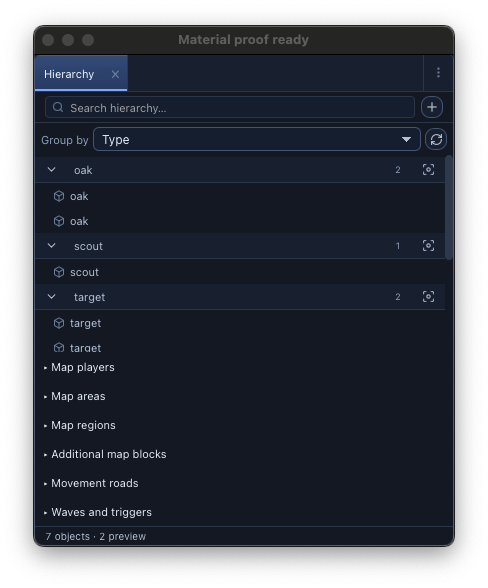 Material proof ready
Hierarchy
Search hierarchy...
Group by Type
oak 2
oak
oak
scout 1
scout
target 2
target
target
Map players
Map areas
Map regions
Additional map blocks
Movement roads
Waves and triggers
7 objects · 2 preview